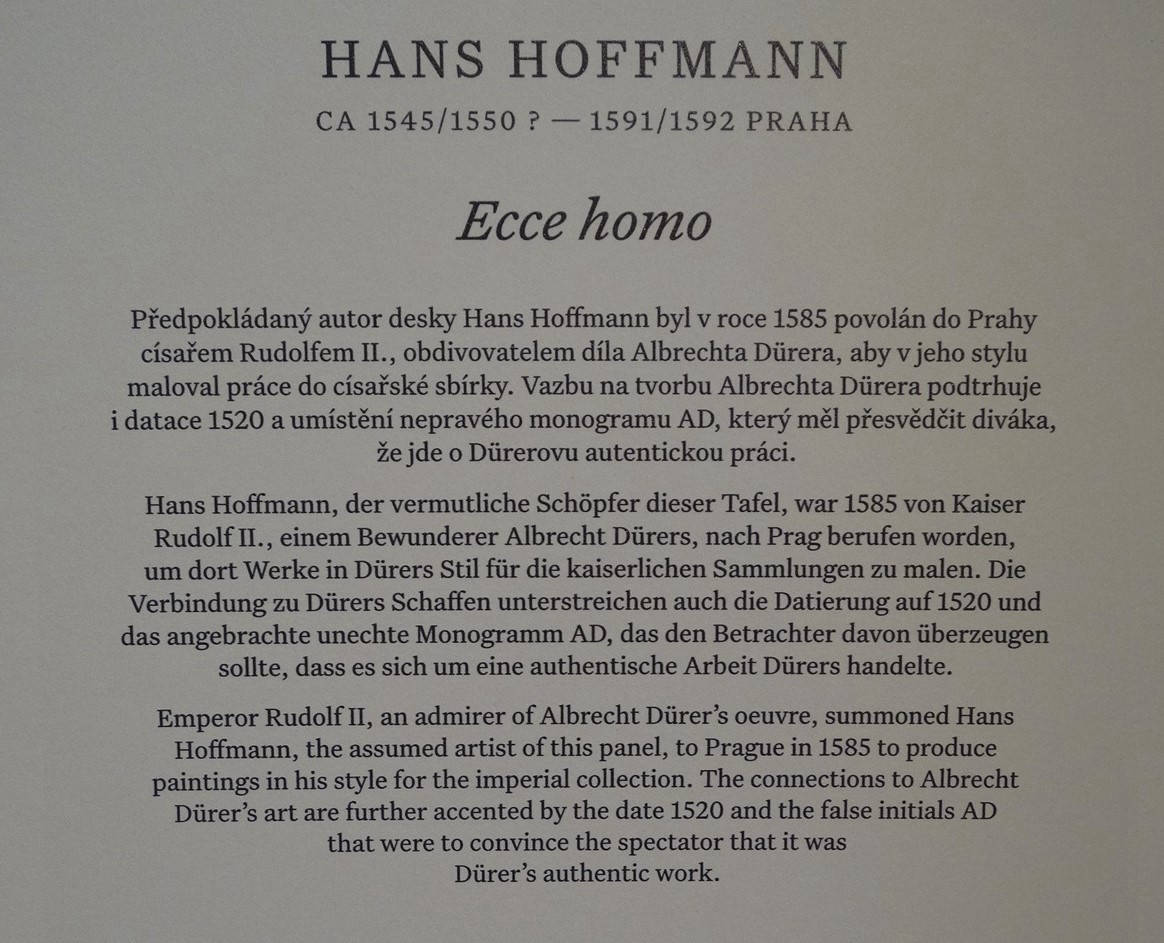 HANS HOFFMANN
CA 1545/1550 ? — 1591/1592 PRAHA
Ecce homo
Předpokládaný autor desky Hans Hoffmann byl v roce 1585 povolán do Prahy
císařem Rudolfem II., obdivovatelem díla Albrechta Dürera, aby v jeho stylu
maloval práce do císařské sbírky. Vazbu na tvorbu Albrechta Dürera podtrhuje
i datace 1520 a umístění nepravého monogramu AD, který měl přesvědčit diváka,
že jde o Dürerovu autentickou práci.
Hans Hoffmann, der vermutliche Schöpfer dieser Tafel, war 1585 von Kaiser
Rudolf II., einem Bewunderer Albrecht Dürers, nach Prag berufen worden,
um dort Werke in Dürers Stil für die kaiserlichen Sammlungen zu malen. Die
Verbindung zu Dürers Schaffen unterstreichen auch die Datierung auf 1520 und
das angebrachte unechte Monogramm AD, das den Betrachter davon überzeugen
sollte, dass es sich um eine authentische Arbeit Dürers handelte.
Emperor Rudolf II, an admirer of Albrecht Dürer’s oeuvre, summoned Hans
Hoffmann, the assumed artist of this panel, to Prague in 1585 to produce
paintings in his style for the imperial collection. The connections to Albrecht
Dürer’s art are further accented by the date 1520 and the false initials AD
that were to convince the spectator that it was
Dürer’s authentic work.